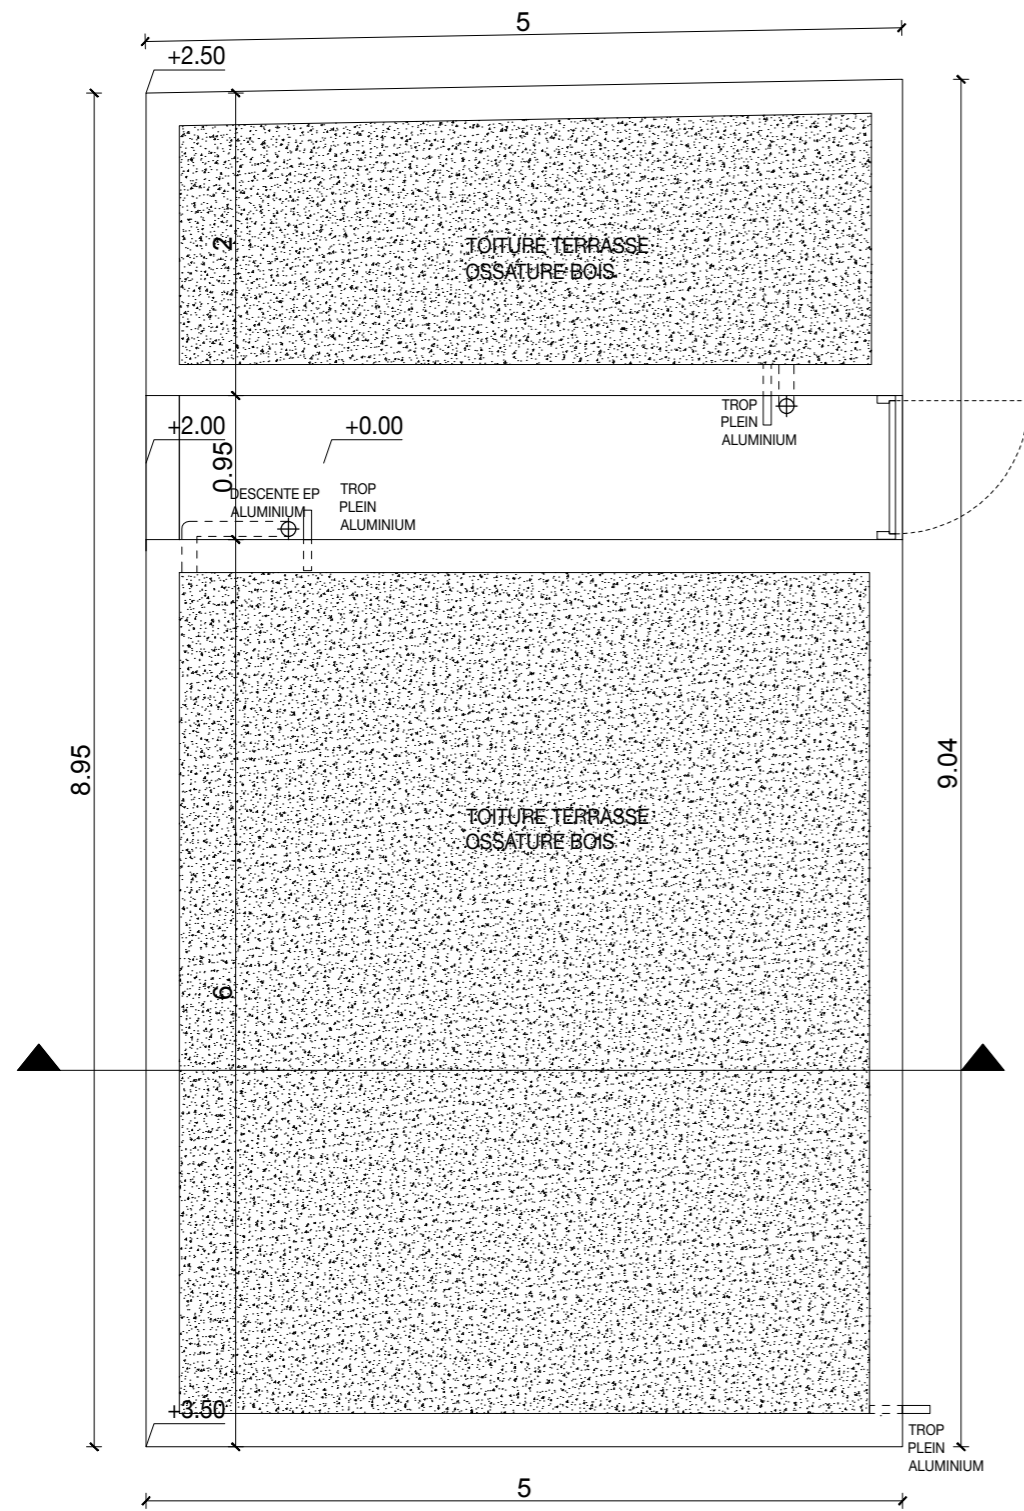 5
+2.50
2
TOITURE TERRASSE
OSSATURE BOIS
+2.00
+0.00
TROP
PLEIN
ALUMINIUM
0.95
DESCENTE EP
ALUMINIUM
TROP
PLEIN
ALUMINIUM
8.95
9.04
TOITURE TERRASSE
OSSATURE BOIS
6
+3.50
TROP
PLEIN
ALUMINIUM
5